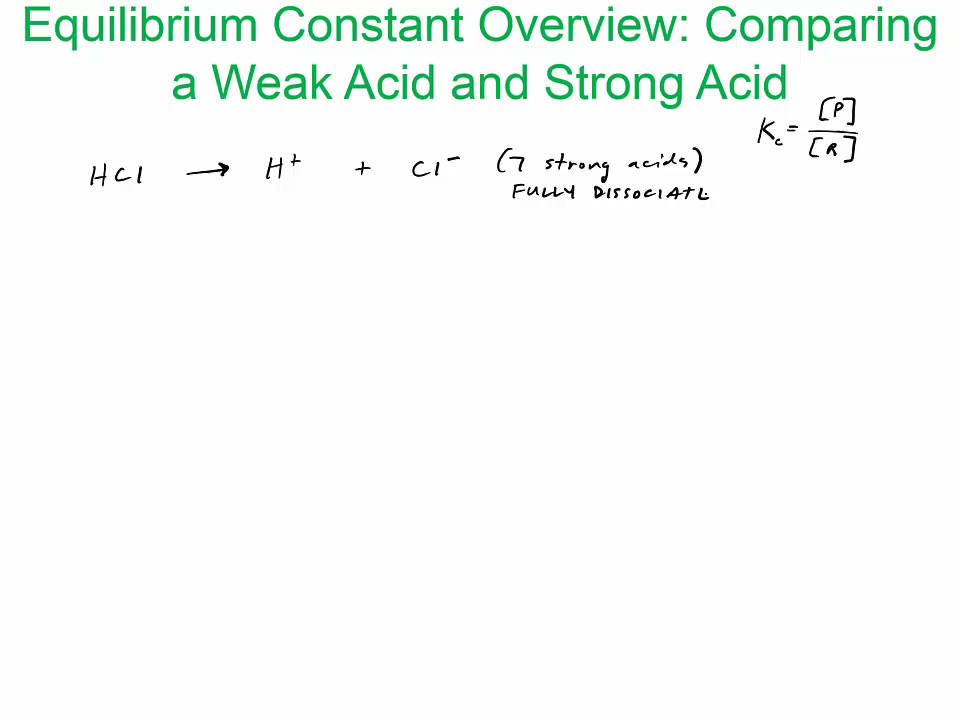 Equilibrium Constant Overview: Comparing
a Weak Acid and Strong Acid
Kc = [P] / [R]
HCl → H⁺ + Cl⁻ (7 strong acids)
FULLY DISSOCIATE